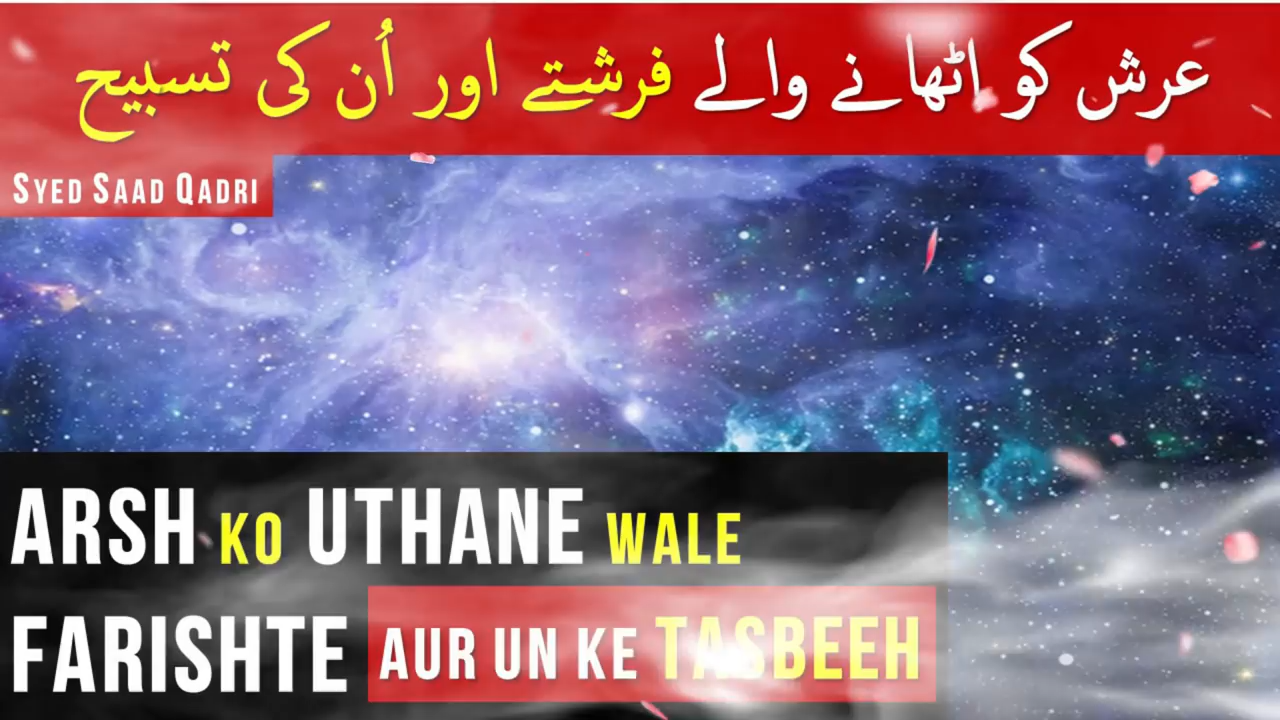 عرش کو اٹھانے والے فرشتے اور اُن کی تسبیح
SYED SAAD QADRI
ARSH KO UTHANE WALE
FARISHTE AUR UN KE TASBEEH